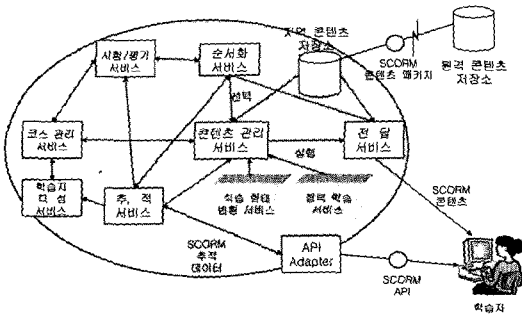 시험/평가
서비스
순서화
서비스
지역 콘텐츠
저장소
SCORM
콘텐츠 패키지
원격 콘텐츠
저장소
선택
코스 관리
서비스
콘텐츠 관리
서비스
실행
전 달
서비스
학습자
특 성
서비스
추 적
서비스
학습 형태
변환 서비스
협력 학습
서비스
SCORM
콘텐츠
SCORM
추적
데이터
API
Adapter
SCORM
API
학습자